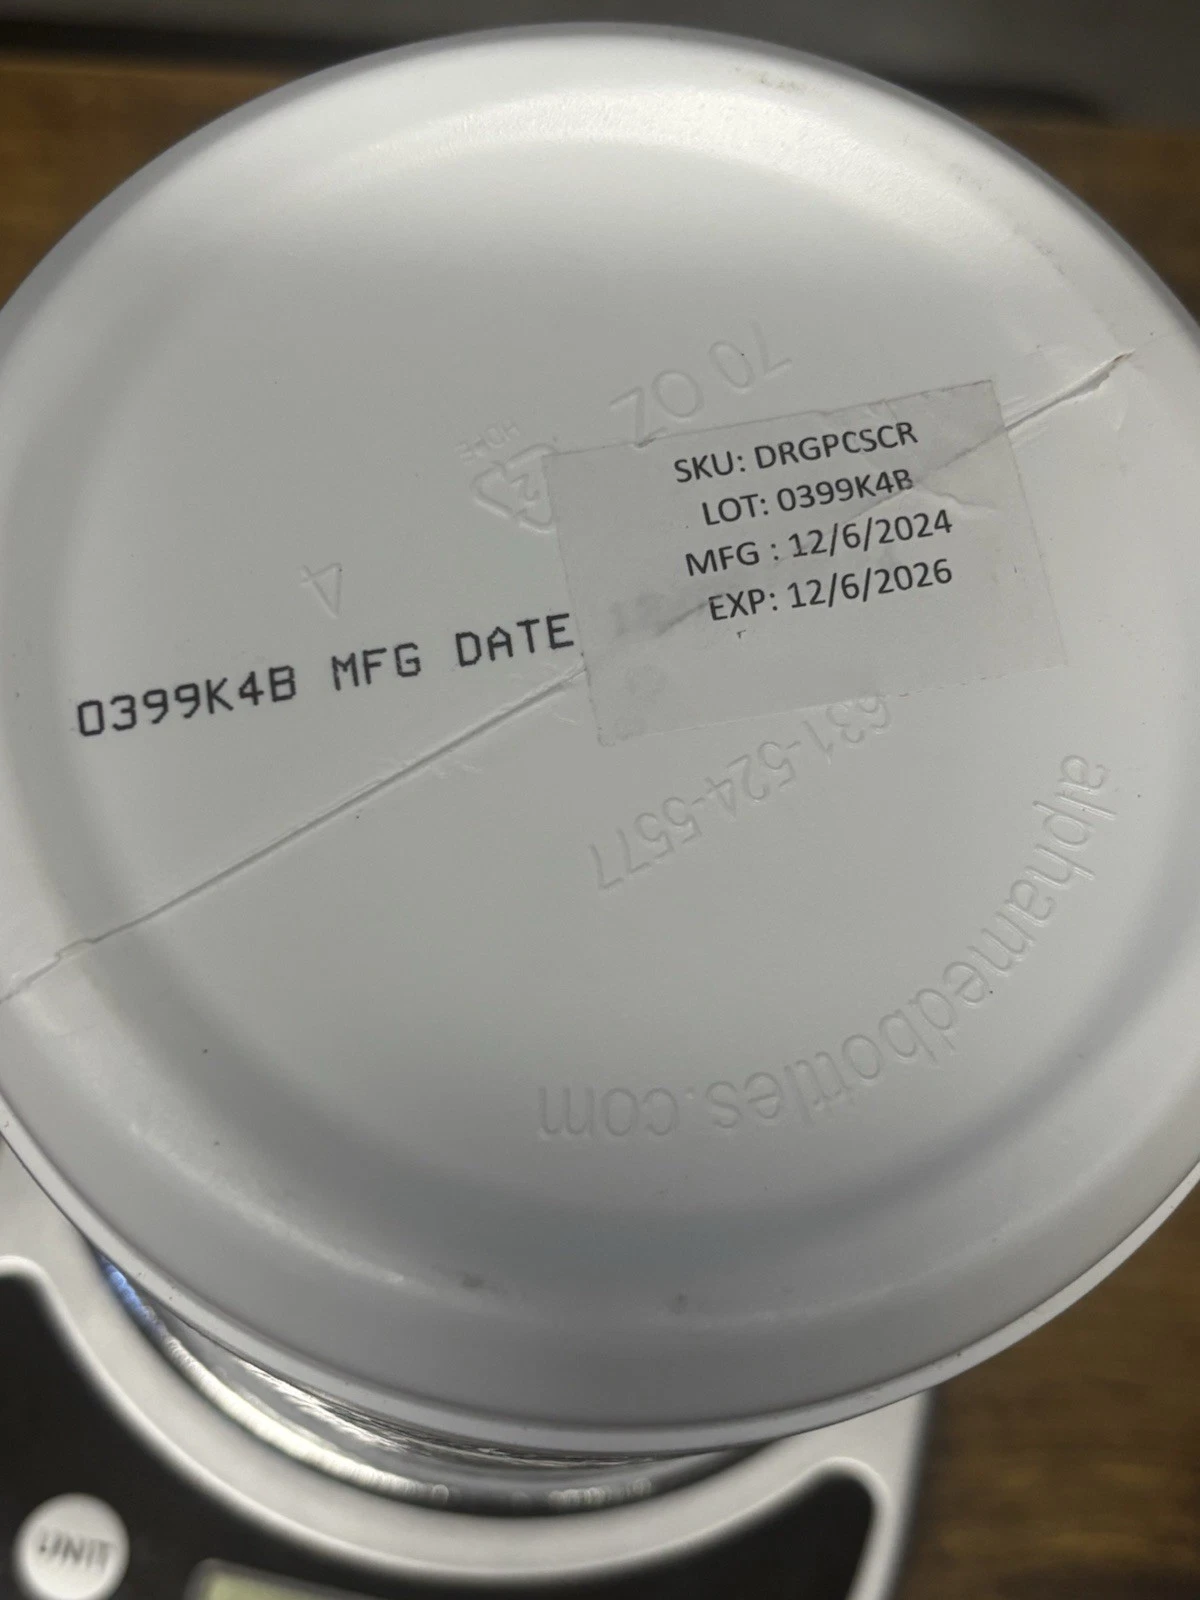 70 OZ
HDPE
2
SKU: DRGPCSCR
LOT: 0399K4B
MFG : 12/6/2024
EXP: 12/6/2026
4
0399K4B MFG DATE
631-524-5577
alphamedbottles.com
UNIT